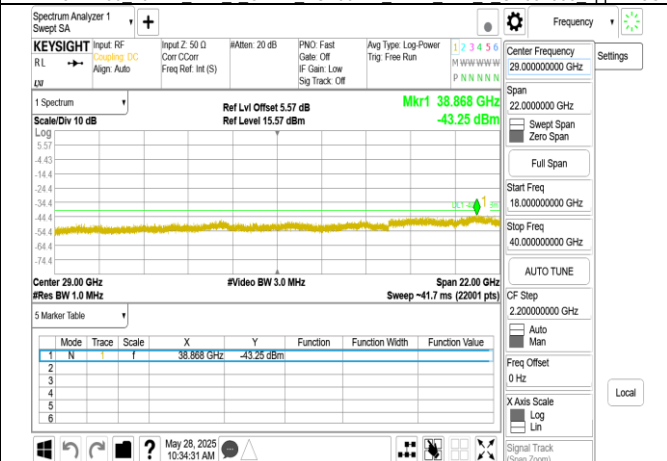 Spectrum Analyzer 1
Swept SA
Frequency
Settings
KEYSIGHT
RL
Input: RF
Coupling: DC
Align: Auto
Input Z: 50 Ω
Corr CCorr
Freq Ref: Int (S)
#Atten: 20 dB
PNO: Fast
Gate: Off
IF Gain: Low
Sig Track: Off
Avg Type: Log-Power
Trig: Free Run
1 2 3 4 5 6
M W W W W W
P N N N N N
Center Frequency
29.000000000 GHz
Span
22.0000000 GHz
Swept Span
Zero Span
Full Span
Start Freq
18.000000000 GHz
Stop Freq
40.000000000 GHz
AUTO TUNE
CF Step
2.200000000 GHz
Auto
Man
Freq Offset
0 Hz
X Axis Scale
Log
Lin
Signal Track
(Span Zoom)
Local
1 Spectrum
Scale/Div 10 dB
Ref Lvl Offset 5.57 dB
Ref Level 15.57 dBm
Mkr1 38.868 GHz
-43.25 dBm
Log
5.57
-4.43
-14.4
-24.4
-34.4
-44.4
-54.4
-64.4
-74.4
1
Center 29.00 GHz
#Video BW 3.0 MHz
Span 22.00 GHz
#Res BW 1.0 MHz
Sweep ~41.7 ms (22001 pts)
5 Marker Table
Mode Trace Scale X Y Function Function Width Function Value
1 N 1 f 38.868 GHz -43.25 dBm
2
3
4
5
6
?
May 28, 2025
10:34:31 AM